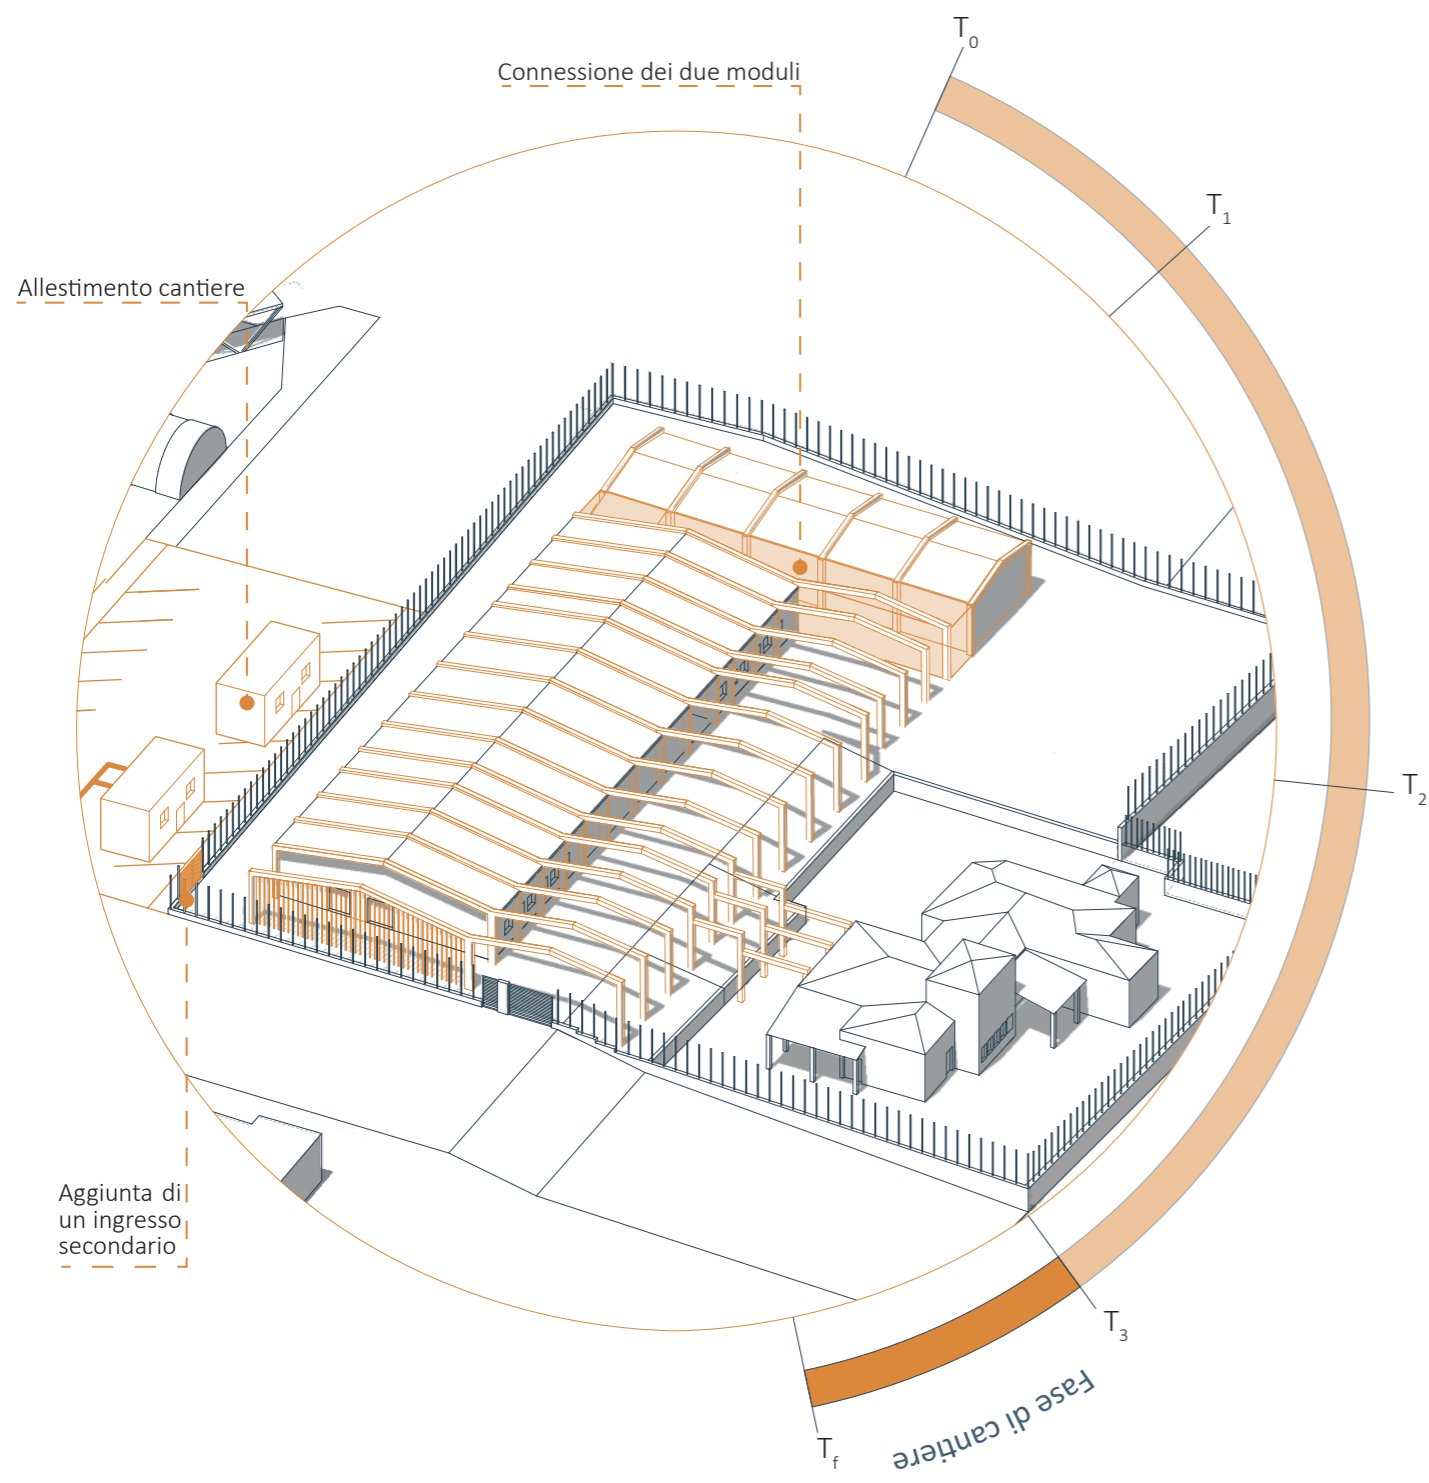 T0
Connessione dei due moduli
T1
Allestimento cantiere
T2
Aggiunta di
un ingresso
secondario
T3
Fase di cantiere
Tf